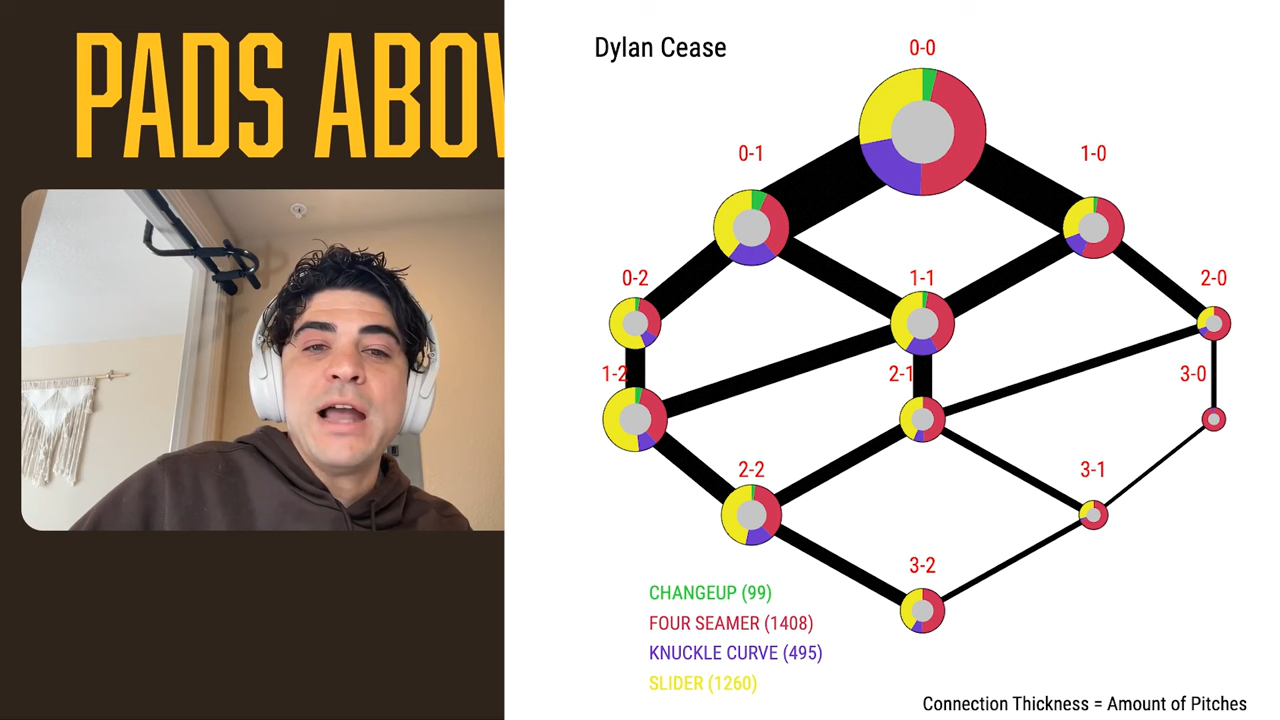 PADS ABOV
Dylan Cease
0-0
0-1
1-0
0-2
1-1
2-0
1-2
2-1
3-0
2-2
3-1
3-2
CHANGEUP (99)
FOUR SEAMER (1408)
KNUCKLE CURVE (495)
SLIDER (1260)
Connection Thickness = Amount of Pitches